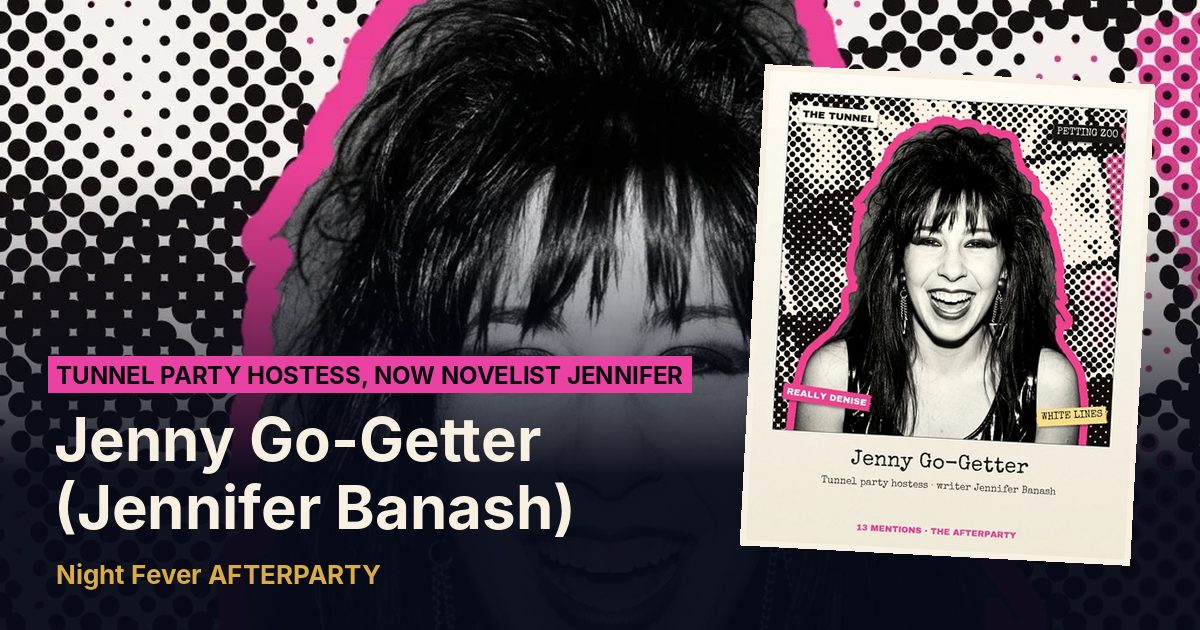 TUNNEL PARTY HOSTESS, NOW NOVELIST JENNIFER
Jenny Go-Getter
(Jennifer Banash)
Night Fever AFTERPARTY
THE TUNNEL
PETTING ZOO
REALLY DENISE
WHITE LINES
Jenny Go-Getter
Tunnel party hostess · writer Jennifer Banash
13 MENTIONS · THE AFTERPARTY